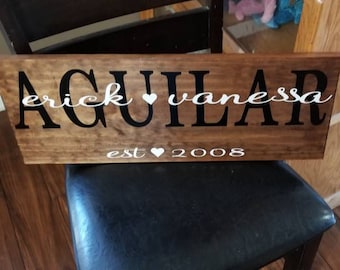 AGUILAR
erick ♥ vanessa
est ♥ 2008